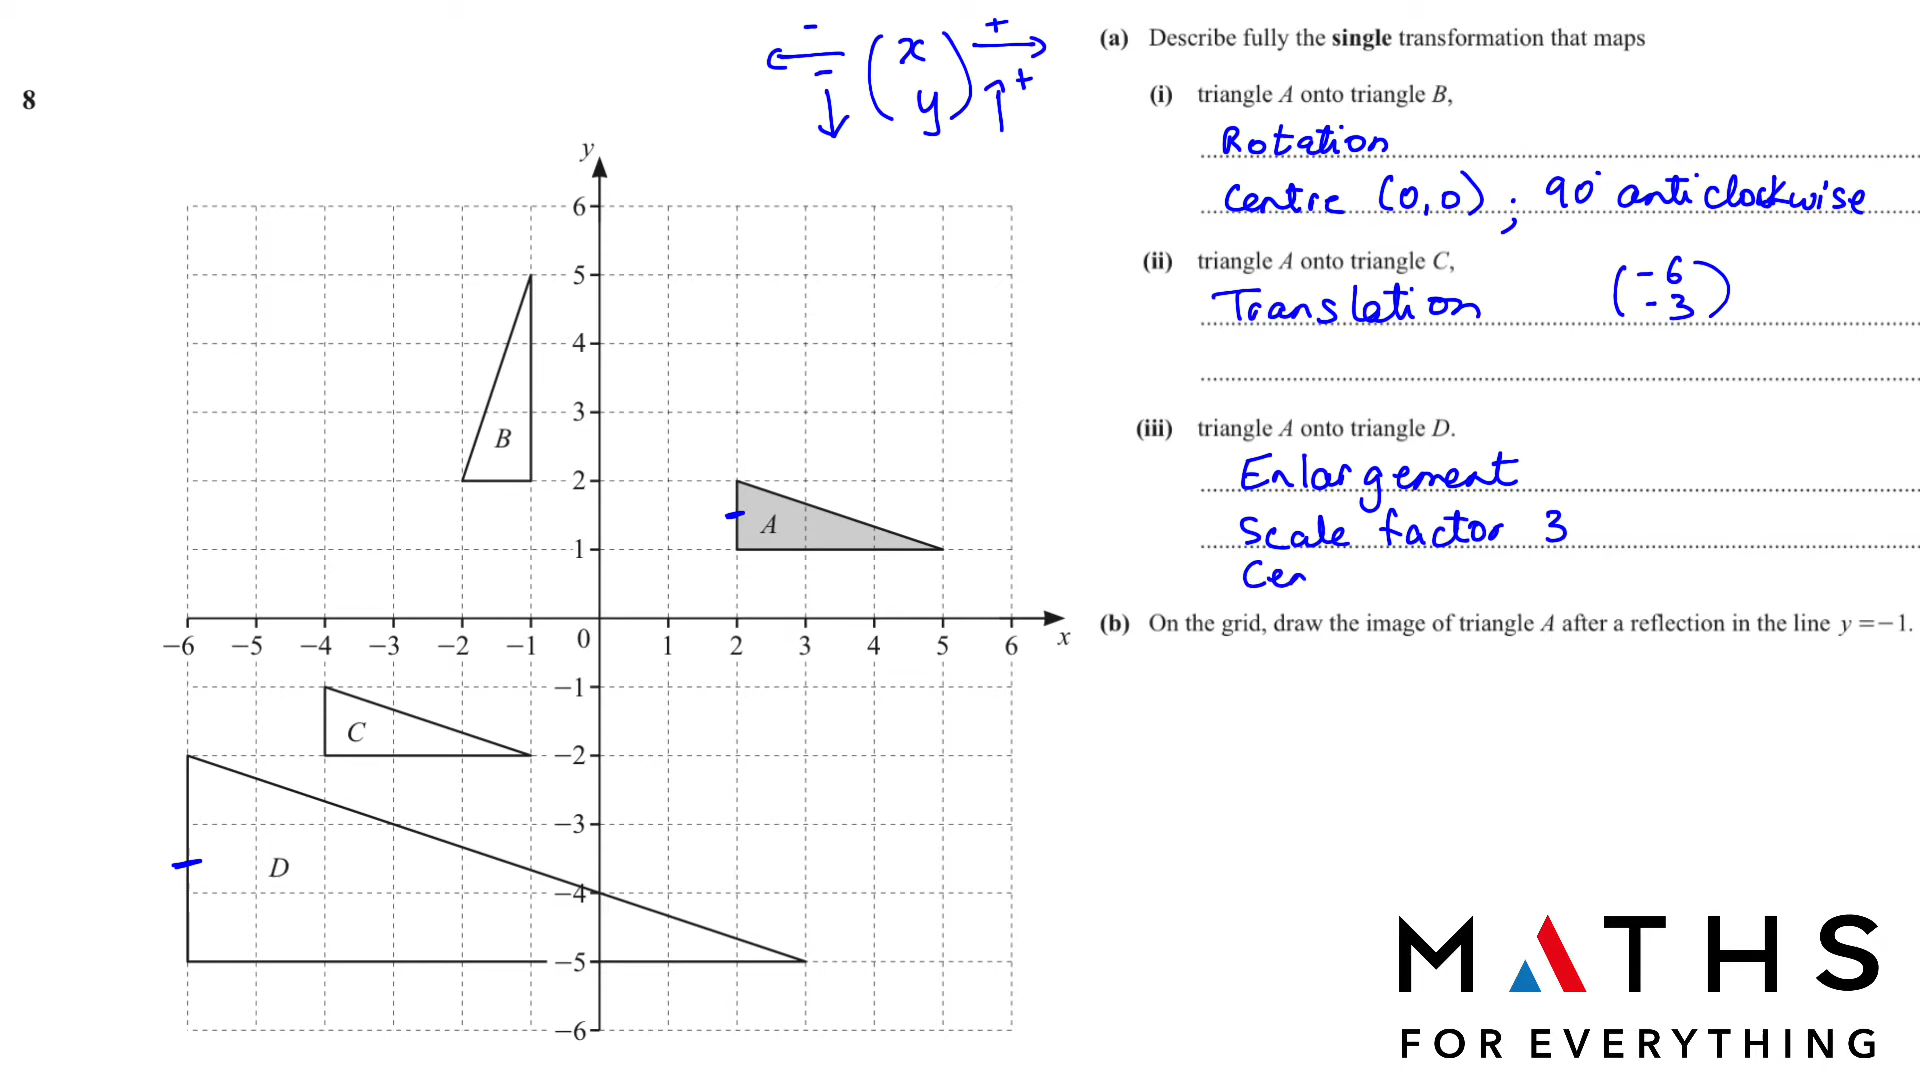 8
−
+
x
y
−
+
y
6
5
4
3
2
1
B
A
−6 −5 −4 −3 −2 −1 0 1 2 3 4 5 6 x
−1
C
−2
−3
D
−4
−5
−6
(a) Describe fully the single transformation that maps
(i) triangle A onto triangle B,
Rotation
Centre (0,0) ; 90° anticlockwise
(ii) triangle A onto triangle C,
Translation (−6
−3)
(iii) triangle A onto triangle D.
Enlargement
Scale factor 3
Cen
(b) On the grid, draw the image of triangle A after a reflection in the line y = −1.
MATHS
FOR EVERYTHING